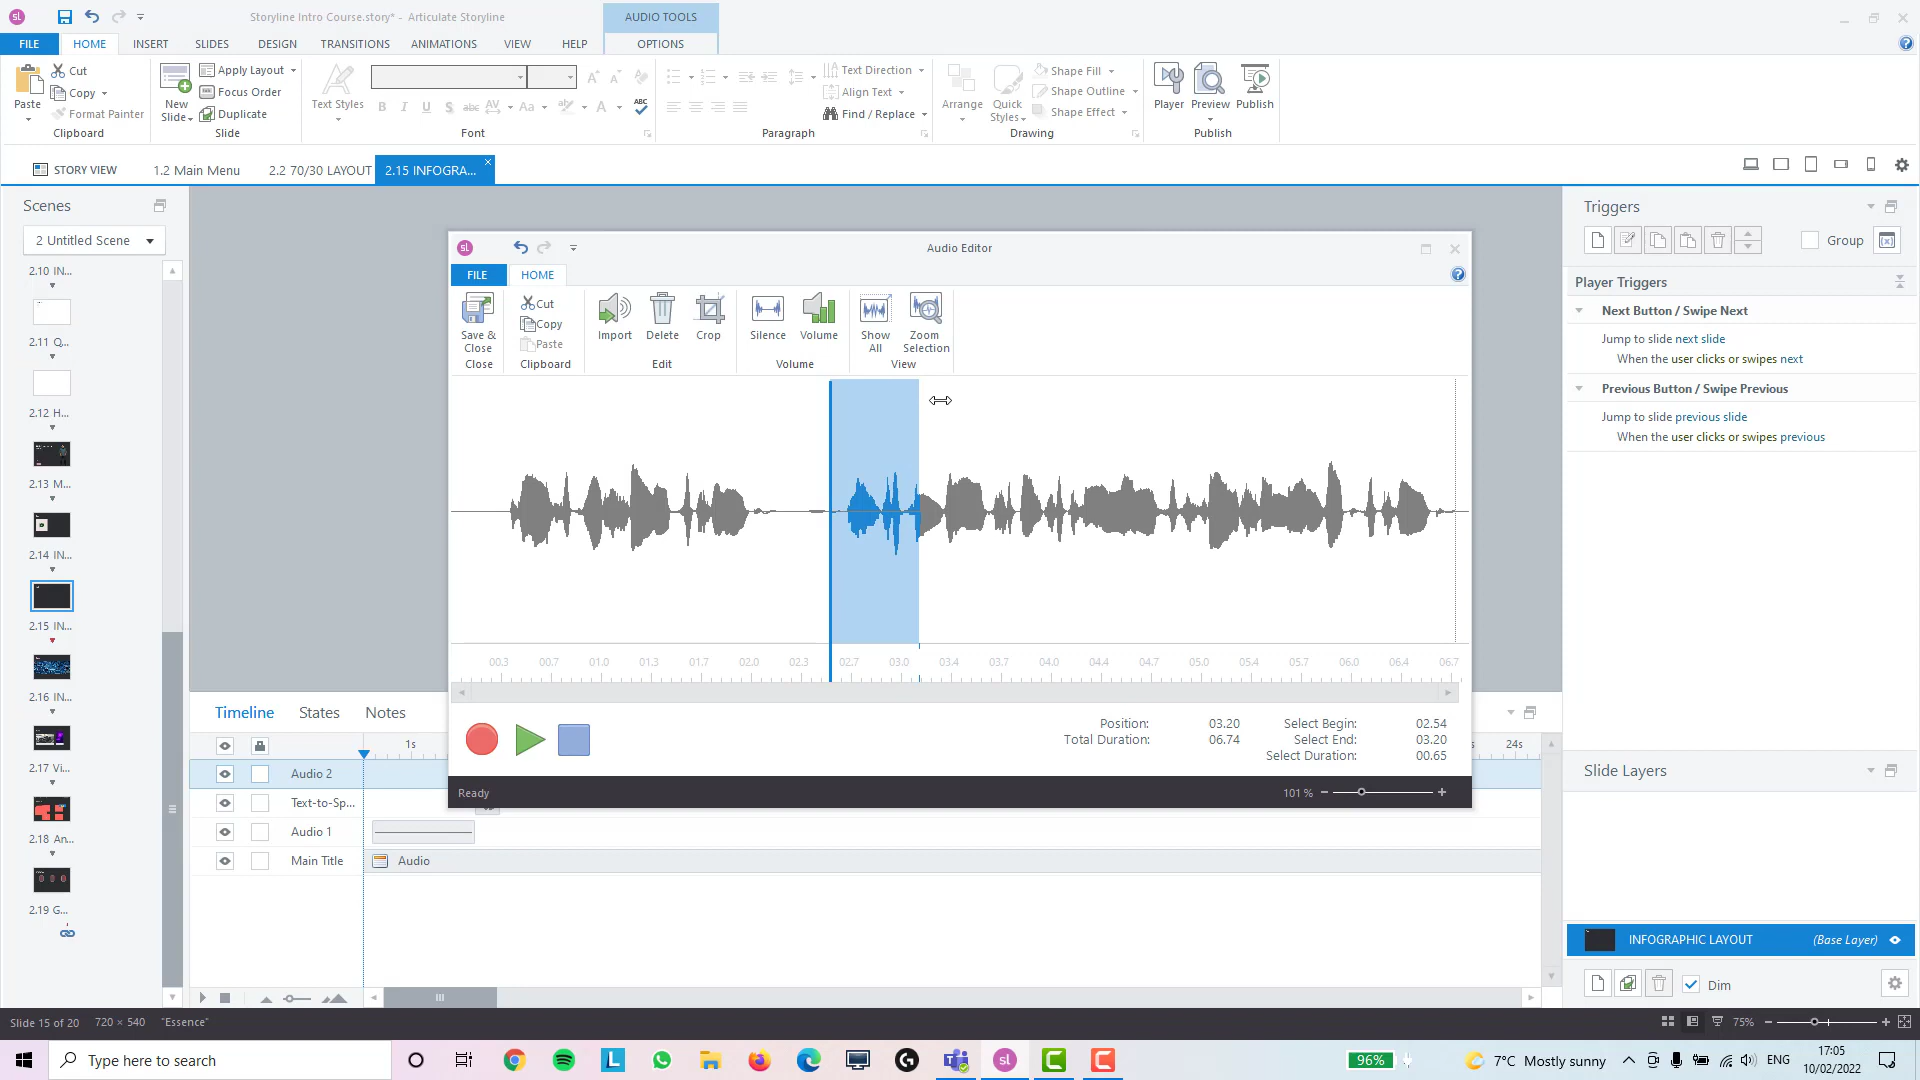 sl
Storyline Intro Course.story* - Articulate Storyline
AUDIO TOOLS
FILE HOME INSERT SLIDES DESIGN TRANSITIONS ANIMATIONS VIEW HELP OPTIONS
Paste
Cut
Copy
Format Painter
Clipboard
New
Slide
Apply Layout
Focus Order
Duplicate
Slide
Text Styles
B I U S abc AV Aa A
ABC
Font
Text Direction
Align Text
Find / Replace
Paragraph
Arrange
Quick
Styles
Shape Fill
Shape Outline
Shape Effect
Drawing
Player
Preview
Publish
Publish
STORY VIEW
1.2 Main Menu
2.2 70/30 LAYOUT
2.15 INFOGRA...
Scenes
2 Untitled Scene
2.10 IN...
2.11 Q...
2.12 H...
2.13 M...
2.14 IN...
2.15 IN...
2.16 IN...
2.17 Vi...
2.18 An...
2.19 G...
sl
Audio Editor
FILE HOME
Save &
Close
Close
Cut
Copy
Paste
Clipboard
Import
Delete
Crop
Edit
Silence
Volume
Volume
Show
All
Zoom
Selection
View
00.3 00.7 01.0 01.3 01.7 02.0 02.3 02.7 03.0 03.4 03.7 04.0 04.4 04.7 05.0 05.4 05.7 06.0 06.4 06.7
Position: 03.20
Total Duration: 06.74
Select Begin: 02.54
Select End: 03.20
Select Duration: 00.65
Ready
101 %
Timeline
States
Notes
1s
24s
Audio 2
Text-to-Sp...
Audio 1
Main Title
Audio
Triggers
Group
Player Triggers
Next Button / Swipe Next
Jump to slide next slide
When the user clicks or swipes next
Previous Button / Swipe Previous
Jump to slide previous slide
When the user clicks or swipes previous
Slide Layers
INFOGRAPHIC LAYOUT
(Base Layer)
Dim
Slide 15 of 20
720 × 540
"Essence"
75%
Type here to search
96%
7°C Mostly sunny
ENG
17:05
10/02/2022